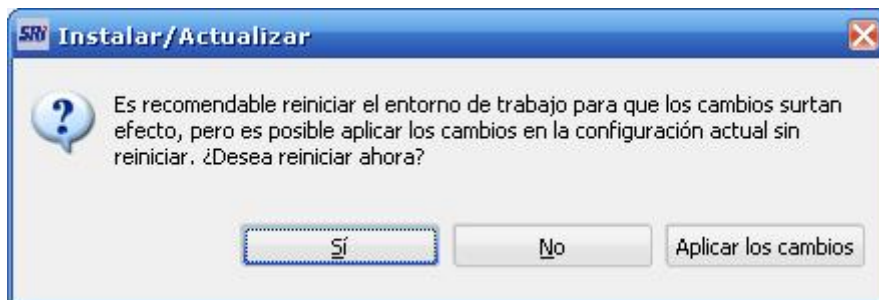 SRi Instalar/Actualizar
Es recomendable reiniciar el entorno de trabajo para que los cambios surtan
efecto, pero es posible aplicar los cambios en la configuración actual sin
reiniciar. ¿Desea reiniciar ahora?
Sí No Aplicar los cambios